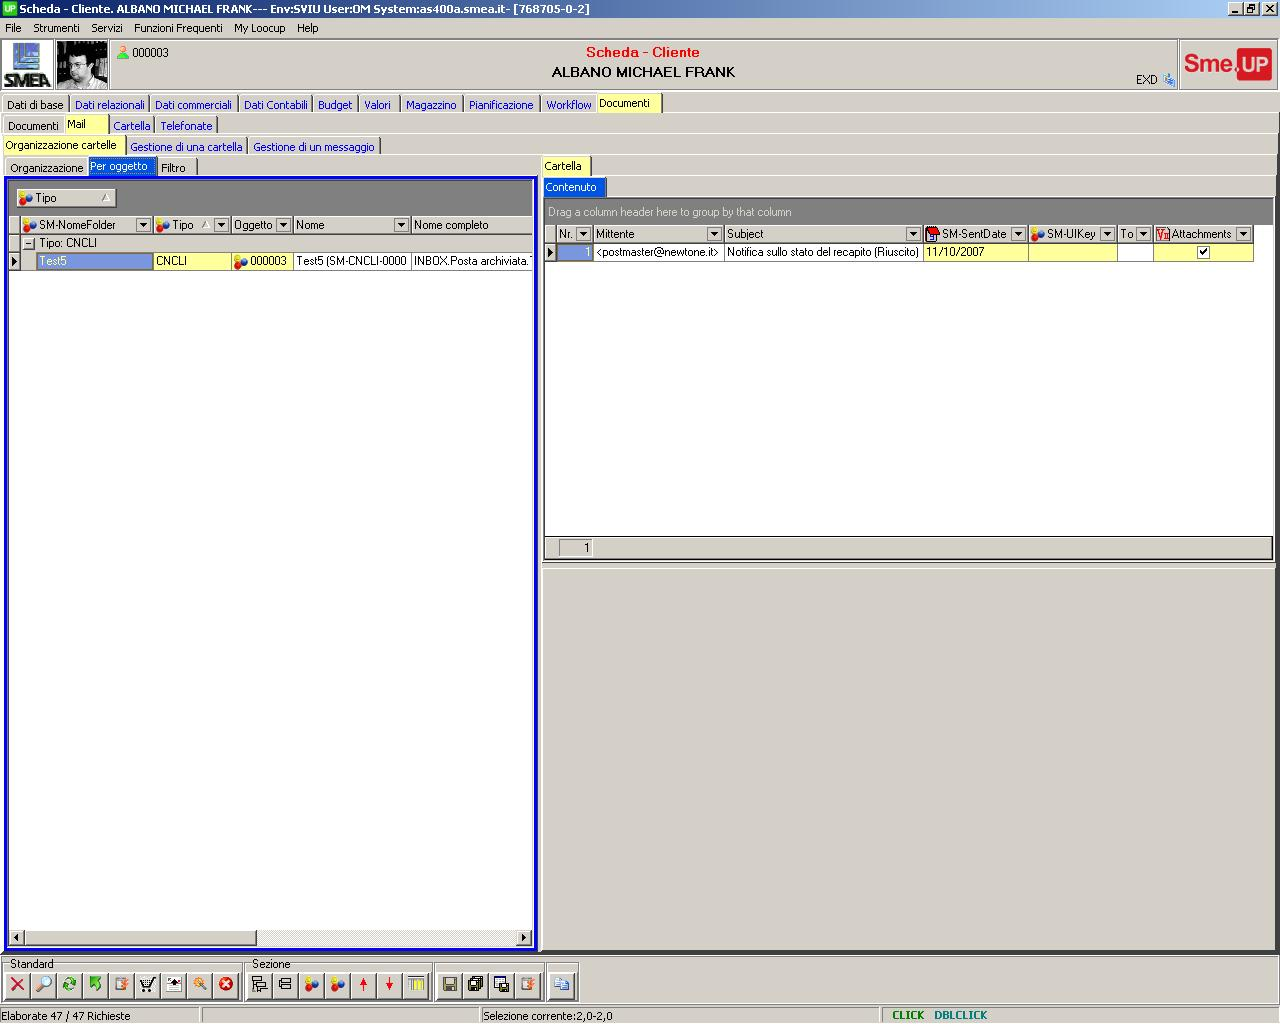 UP Scheda - Cliente. ALBANO MICHAEL FRANK--- Env:SVIU User:OM System:as400a.smea.it- [768705-0-2]
File Strumenti Servizi Funzioni Frequenti My Loocup Help
SMEA
000003
Scheda - Cliente
ALBANO MICHAEL FRANK
EXD
Sme.UP
Dati di base Dati relazionali Dati commerciali Dati Contabili Budget Valori Magazzino Pianificazione Workflow Documenti
Documenti Mail Cartella Telefonate
Organizzazione cartelle Gestione di una cartella Gestione di un messaggio
Organizzazione Per oggetto Filtro
Tipo
SM-NomeFolder Tipo Oggetto Nome Nome completo
Tipo: CNCLI
Test5 CNCLI 000003 Test5 (SM-CNCLI-0000 INBOX.Posta archiviata.
Cartella
Contenuto
Drag a column header here to group by that column
Nr. Mittente Subject SM-SentDate SM-UIKey To Attachments
1 <postmaster@newtone.it> Notifica sullo stato del recapito (Riuscito) 11/10/2007
1
Standard
Sezione
Elaborate 47 / 47 Richieste
Selezione corrente:2,0-2,0
CLICK DBLCLICK